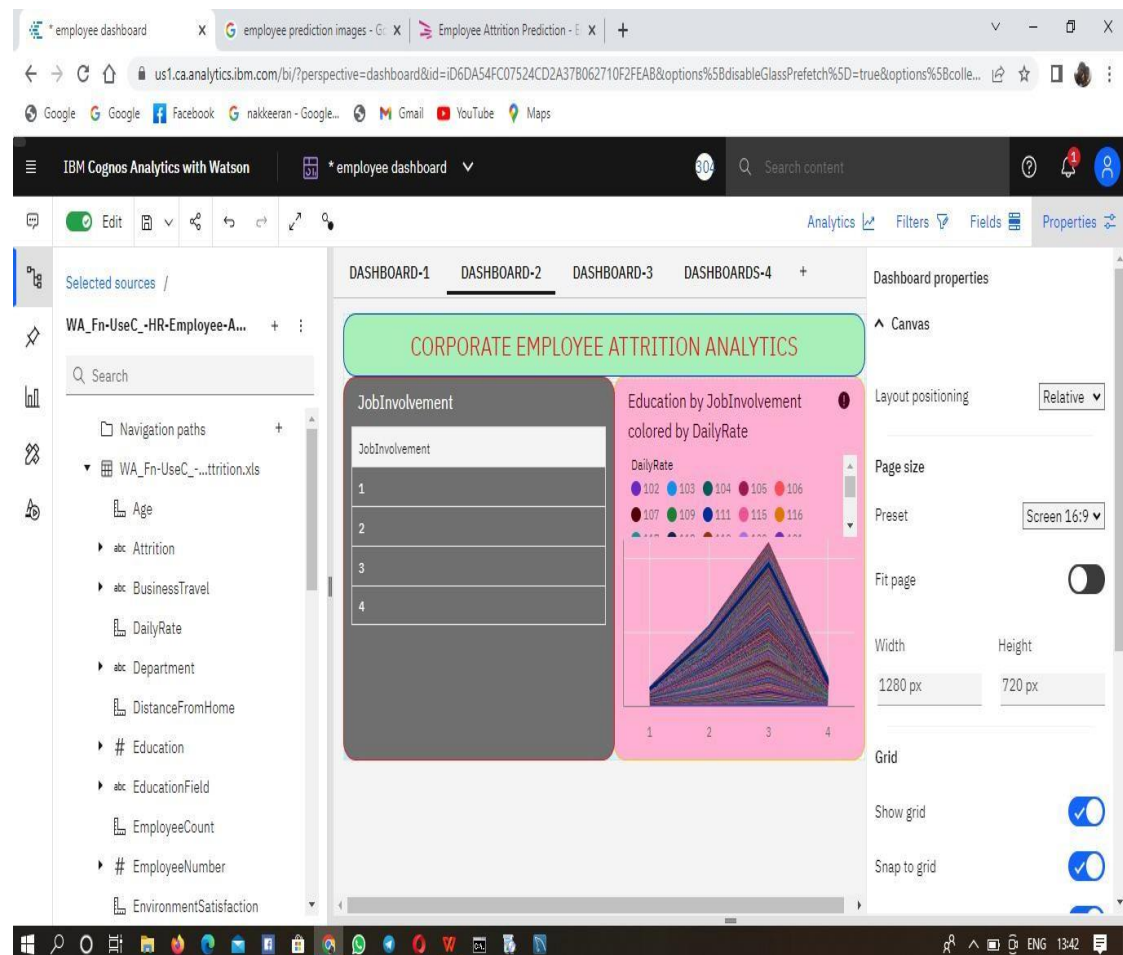 * employee dashboard
employee prediction images - Go
Employee Attrition Prediction - E
us1.ca.analytics.ibm.com/bi/?perspective=dashboard&id=iD6DA54FC07524CD2A37B062710F2FEAB&options%5BdisableGlassPrefetch%5D=true&options%5Bcolle...
Google Google Facebook nakkeeran - Google... Gmail YouTube Maps
IBM Cognos Analytics with Watson
* employee dashboard
304
Search content
1
Edit
Analytics Filters Fields Properties
Selected sources /
WA_Fn-UseC_-HR-Employee-A...
Search
Navigation paths
WA_Fn-UseC_-...ttrition.xls
Age
abc Attrition
abc BusinessTravel
DailyRate
abc Department
DistanceFromHome
# Education
abc EducationField
EmployeeCount
# EmployeeNumber
EnvironmentSatisfaction
DASHBOARD-1 DASHBOARD-2 DASHBOARD-3 DASHBOARDS-4 +
CORPORATE EMPLOYEE ATTRITION ANALYTICS
JobInvolvement
JobInvolvement
1
2
3
4
Education by JobInvolvement
colored by DailyRate
DailyRate
102 103 104 105 106
107 109 111 115 116
1 2 3 4
Dashboard properties
Canvas
Layout positioning Relative
Page size
Preset Screen 16:9
Fit page
Width Height
1280 px 720 px
Grid
Show grid
Snap to grid
ENG 13:42